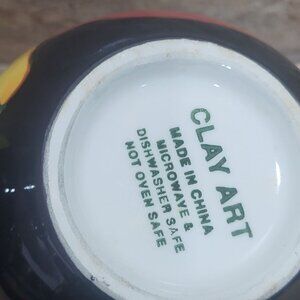 CLAY ART
MADE IN CHINA
MICROWAVE &
DISHWASHER SAFE
NOT OVEN SAFE